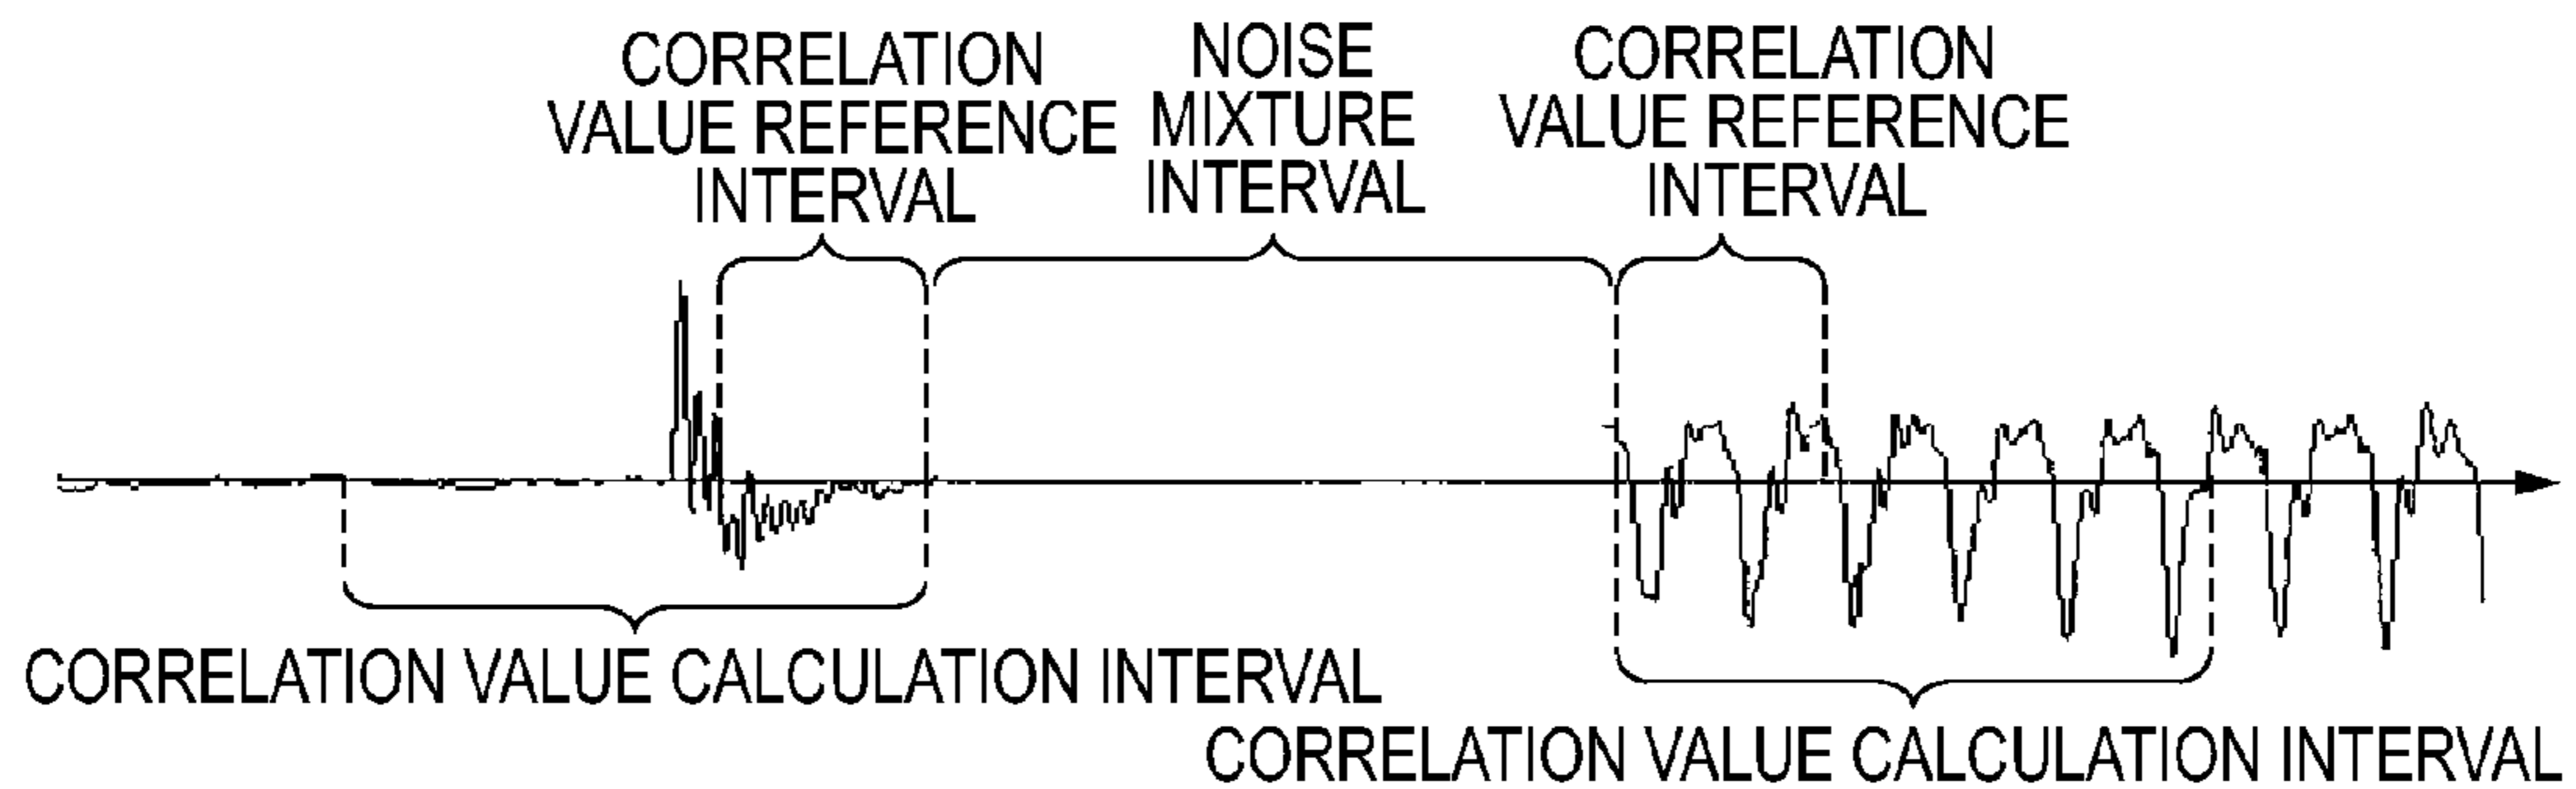 CORRELATION
VALUE REFERENCE
INTERVAL
NOISE
MIXTURE
INTERVAL
CORRELATION
VALUE REFERENCE
INTERVAL
CORRELATION VALUE CALCULATION INTERVAL
CORRELATION VALUE CALCULATION INTERVAL